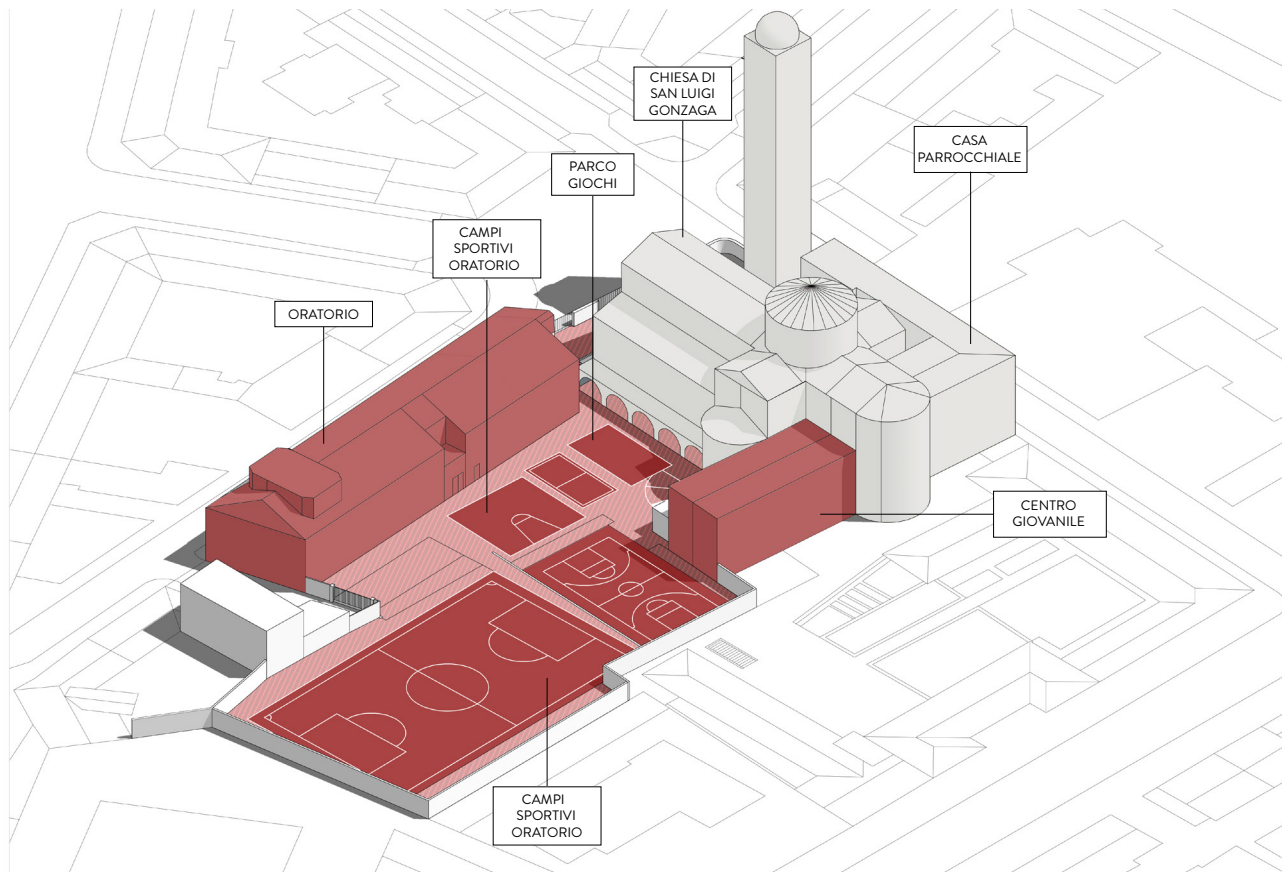 CHIESA DI
SAN LUIGI
GONZAGA
CASA
PARROCCHIALE
PARCO
GIOCHI
CAMPI
SPORTIVI
ORATORIO
ORATORIO
CENTRO
GIOVANILE
CAMPI
SPORTIVI
ORATORIO